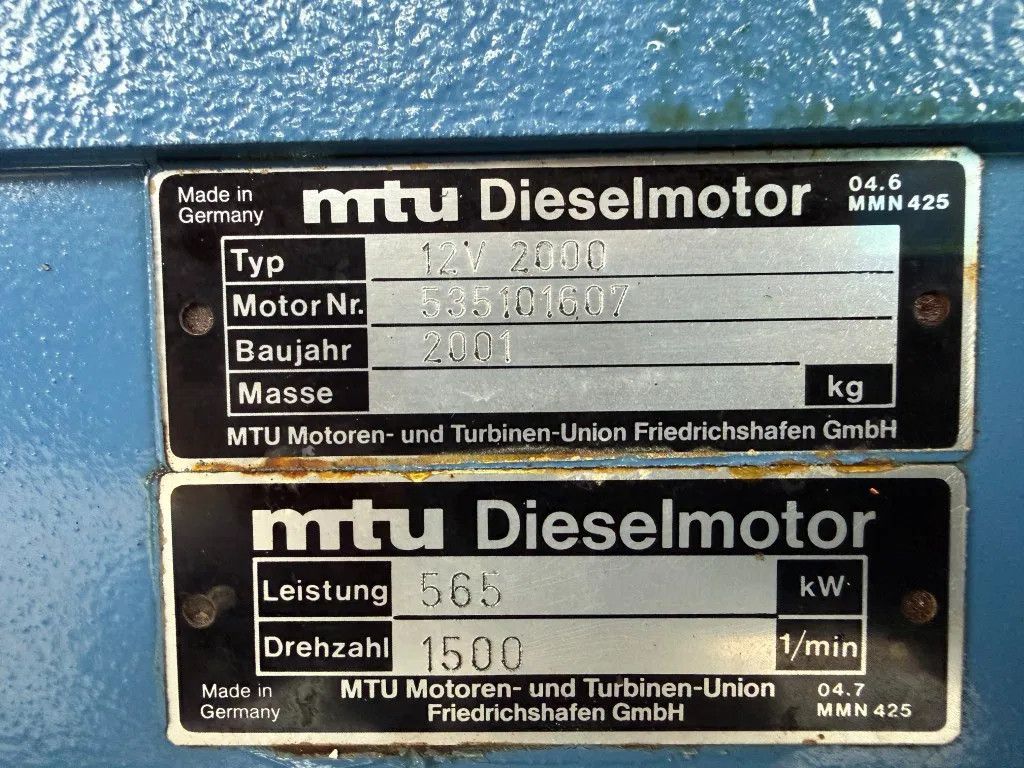 Made in
Germany
mtu Dieselmotor
04.6
MMN 425
Typ 12V 2000
Motor Nr. 535101607
Baujahr 2001
Masse kg
MTU Motoren- und Turbinen-Union Friedrichshafen GmbH
mtu Dieselmotor
Leistung 565 kW
Drehzahl 1500 1/min
Made in
Germany
MTU Motoren- und Turbinen-Union
Friedrichshafen GmbH
04.7
MMN 425